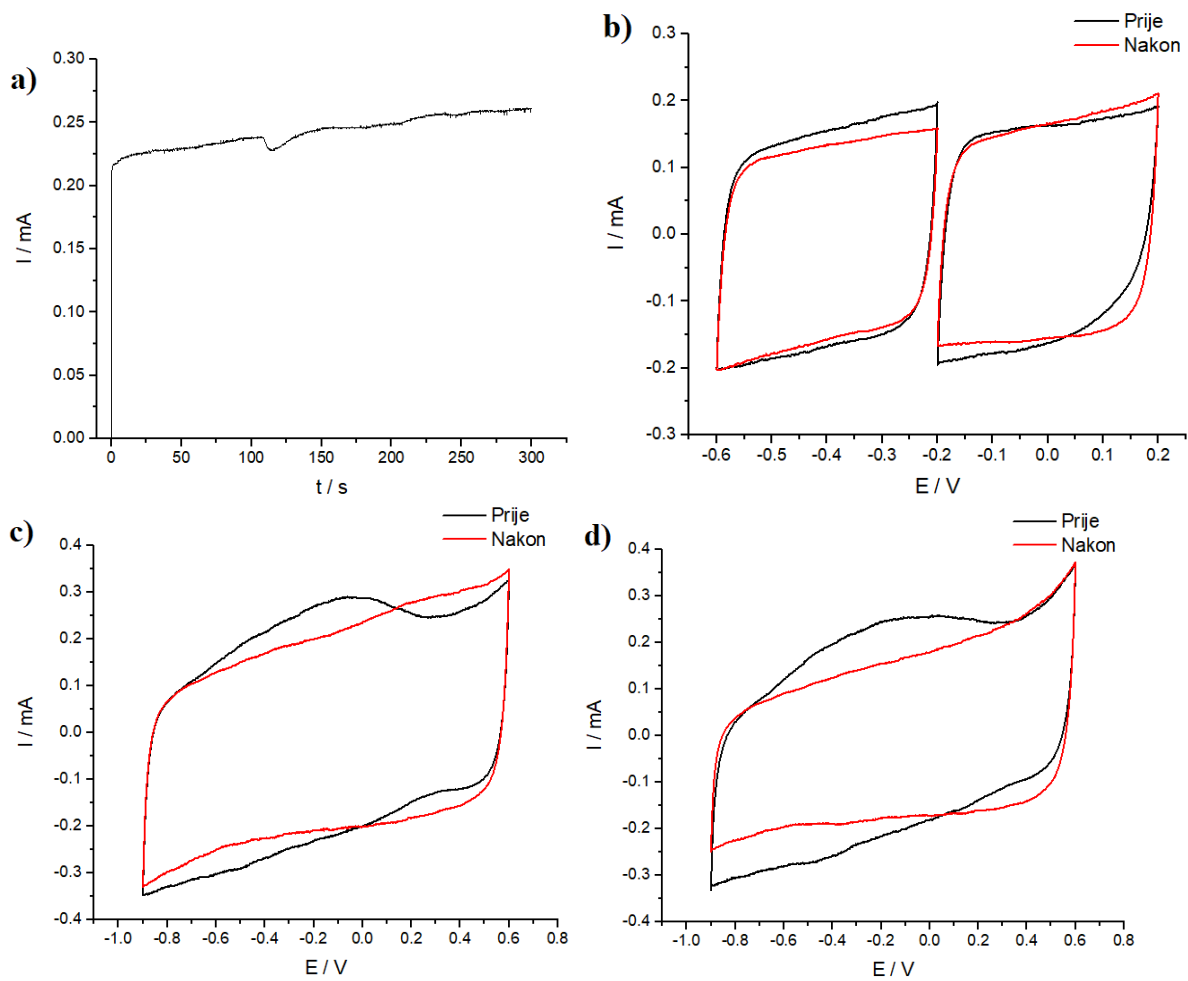 a)
0.30
0.25
0.20
0.15
0.10
0.05
0.00
I / mA
0 50 100 150 200 250 300
t / s
b)
Prije
Nakon
0.3
0.2
0.1
0.0
-0.1
-0.2
-0.3
I / mA
-0.6 -0.5 -0.4 -0.3 -0.2 -0.1 0.0 0.1 0.2
E / V
c)
Prije
Nakon
0.4
0.3
0.2
0.1
0.0
-0.1
-0.2
-0.3
-0.4
I / mA
-1.0 -0.8 -0.6 -0.4 -0.2 0.0 0.2 0.4 0.6 0.8
E / V
d)
Prije
Nakon
0.4
0.3
0.2
0.1
0.0
-0.1
-0.2
-0.3
-0.4
I / mA
-1.0 -0.8 -0.6 -0.4 -0.2 0.0 0.2 0.4 0.6 0.8
E / V